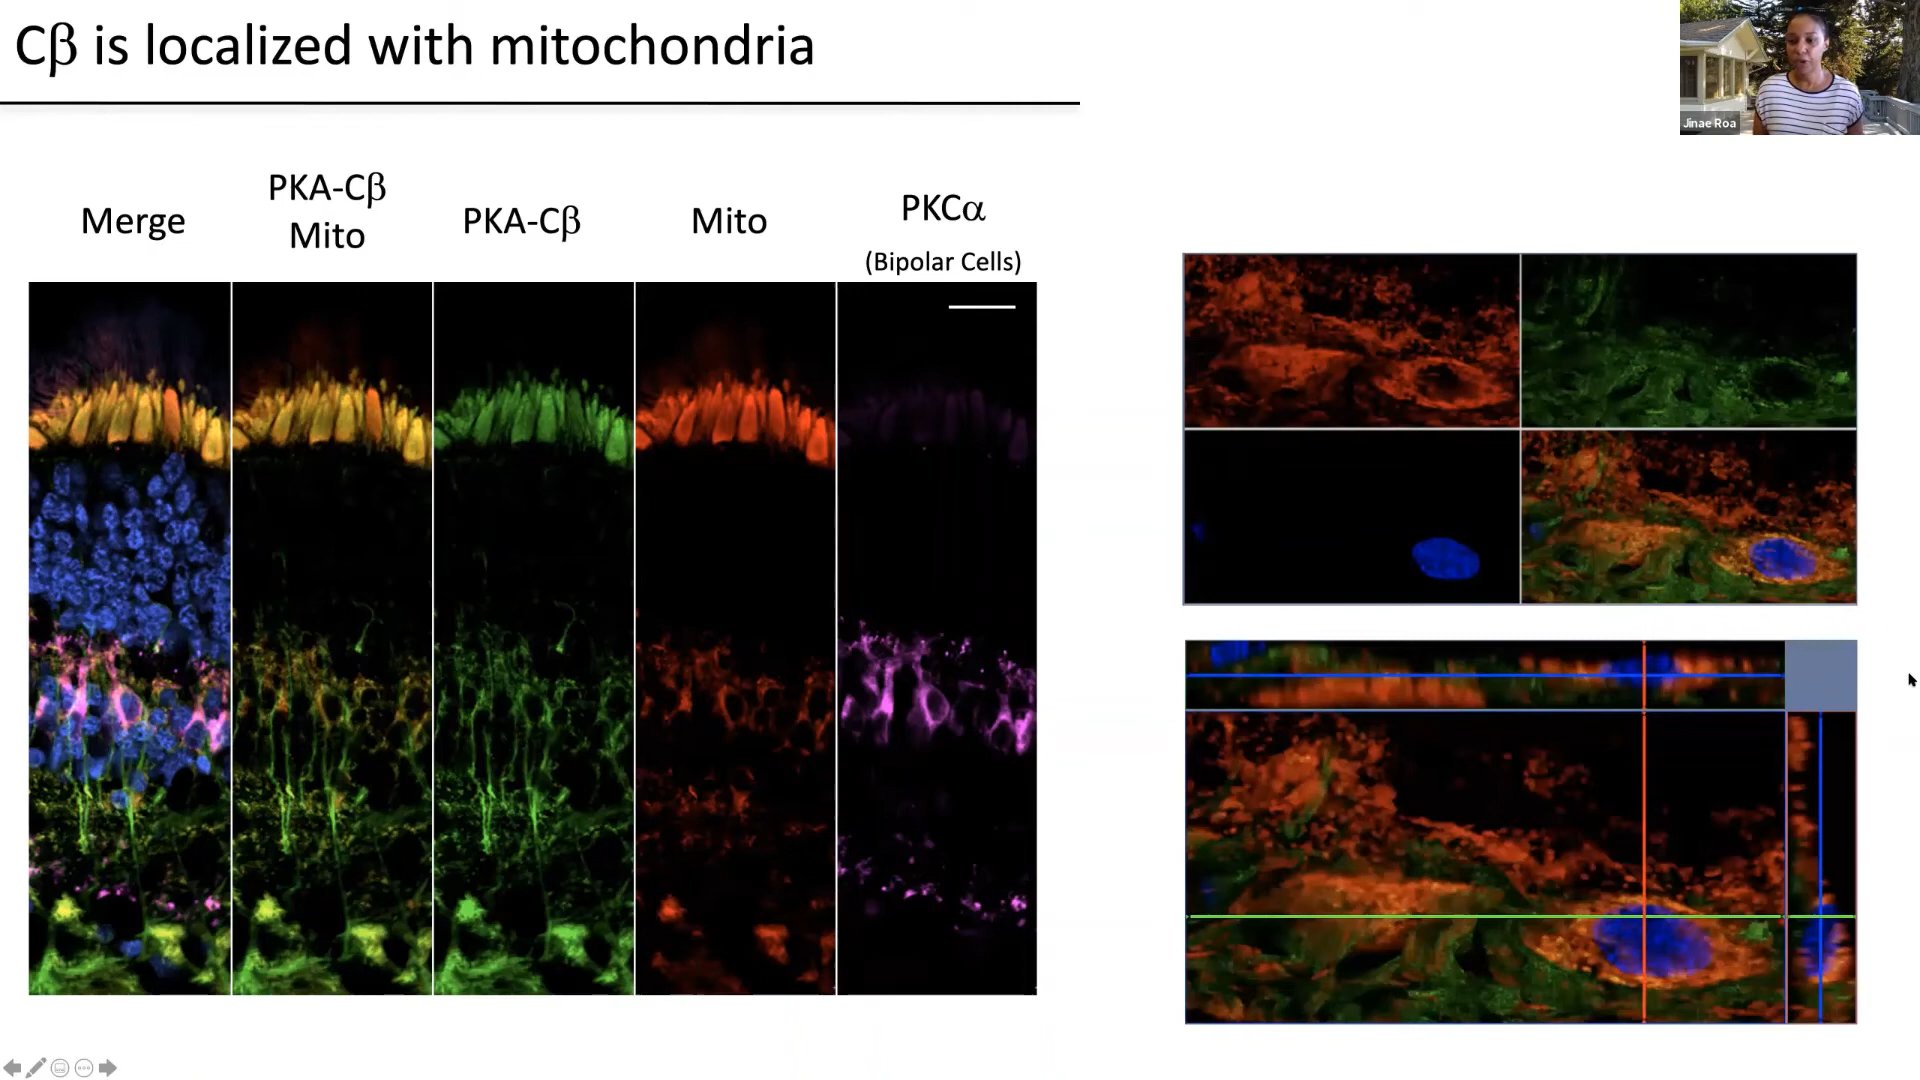 Cβ is localized with mitochondria
Jinae Roa
Merge
PKA-Cβ
Mito
PKA-Cβ
Mito
PKCα
(Bipolar Cells)